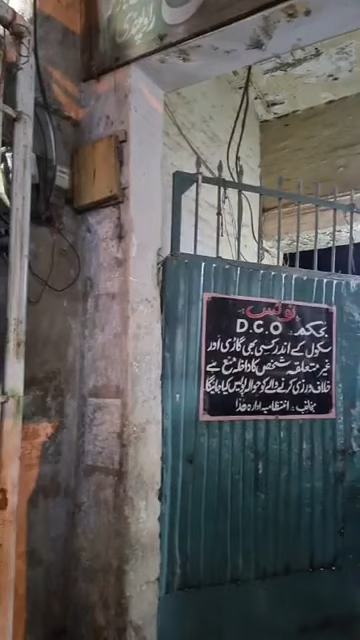 نوٹس
بحکم D.C.O
سکول کے اندر کسی بھی گاڑی اور
غیر متعلقہ شخص کا داخلہ منع ہے
خلاف ورزی کرنے والے کو حوالہ پولیس کیا جائیگا
منجانب: انتظامیہ ادارہ ھٰذا